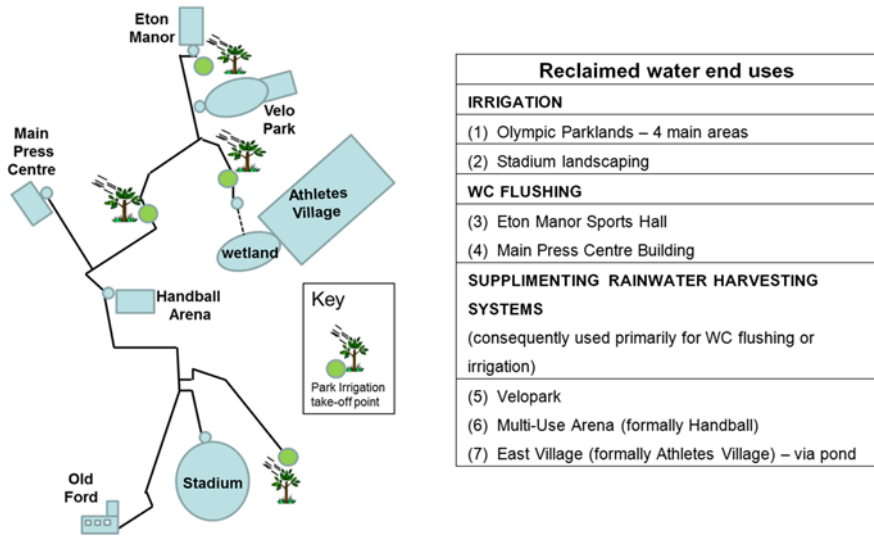 Eton
Manor
Velo
Park
Main
Press
Centre
Athletes
Village
wetland
Handball
Arena
Key
Park Irrigation
take-off point
Stadium
Old
Ford
Reclaimed water end uses
IRRIGATION
(1) Olympic Parklands – 4 main areas
(2) Stadium landscaping
WC FLUSHING
(3) Eton Manor Sports Hall
(4) Main Press Centre Building
SUPPLIMENTING RAINWATER HARVESTING
SYSTEMS
(consequently used primarily for WC flushing or
irrigation)
(5) Velopark
(6) Multi-Use Arena (formally Handball)
(7) East Village (formally Athletes Village) – via pond